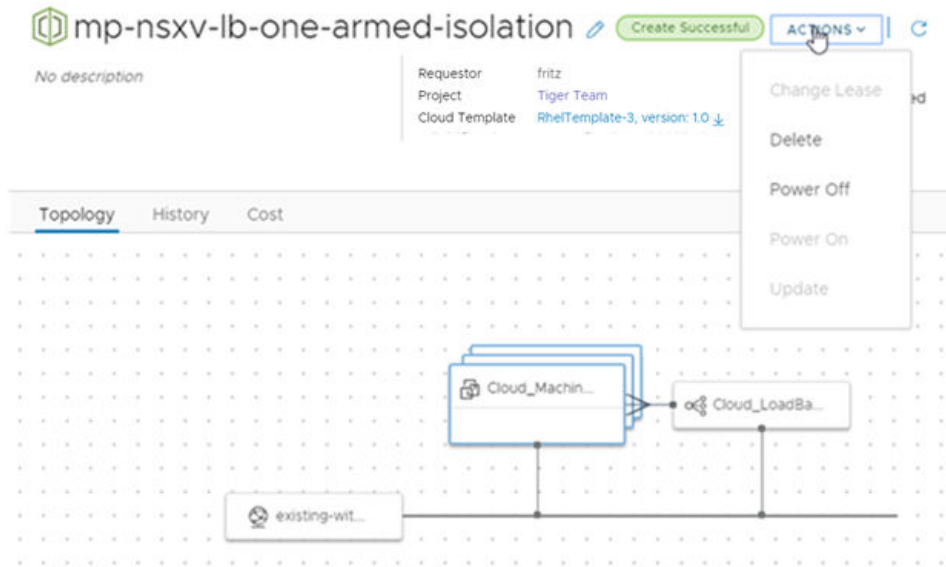 mp-nsxv-lb-one-armed-isolation
Create Successful
ACTIONS
No description
Requestor fritz
Project Tiger Team
Cloud Template RhelTemplate-3, version: 1.0
Change Lease
Delete
Power Off
Power On
Update
Topology History Cost
Cloud_Machin...
Cloud_LoadBa...
existing-wit...